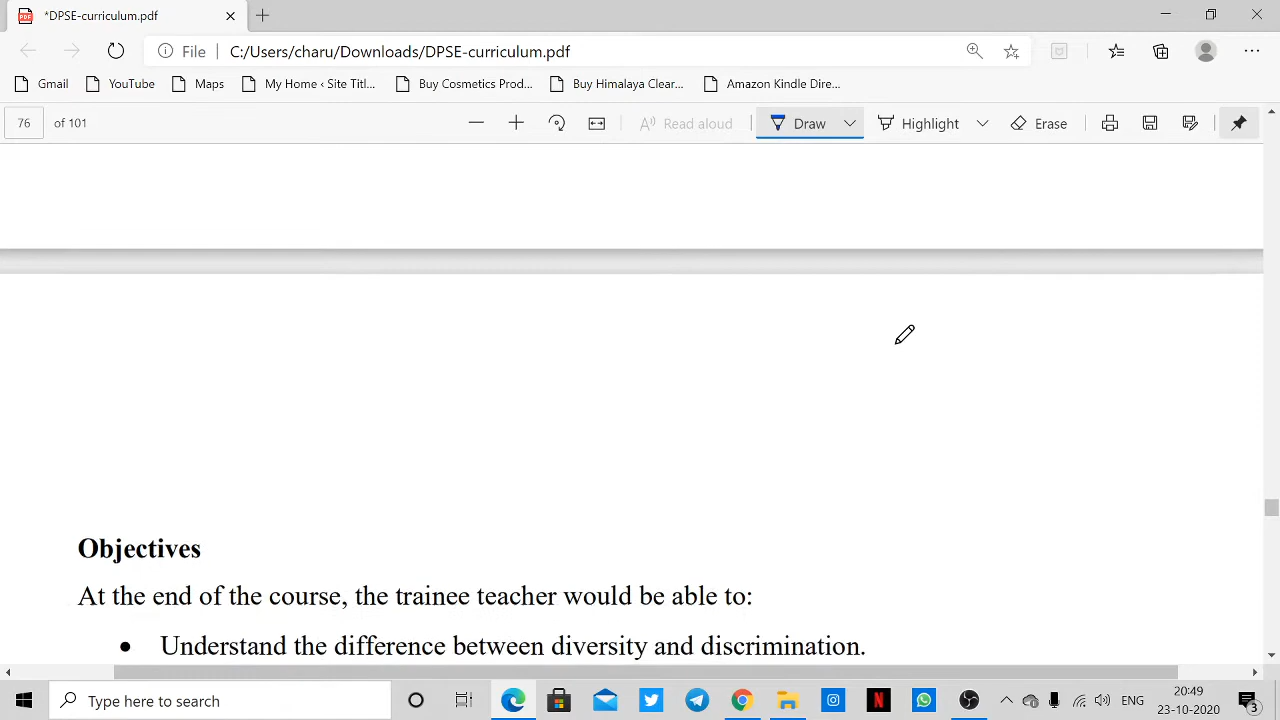 *DPSE-curriculum.pdf
File | C:/Users/charu/Downloads/DPSE-curriculum.pdf
Gmail YouTube Maps My Home ‹ Site Titl... Buy Cosmetics Prod... Buy Himalaya Clear... Amazon Kindle Dire...
76 of 101 Read aloud Draw Highlight Erase
Objectives
At the end of the course, the trainee teacher would be able to:
• Understand the difference between diversity and discrimination.
Type here to search
ENG
20:49
23-10-2020
3